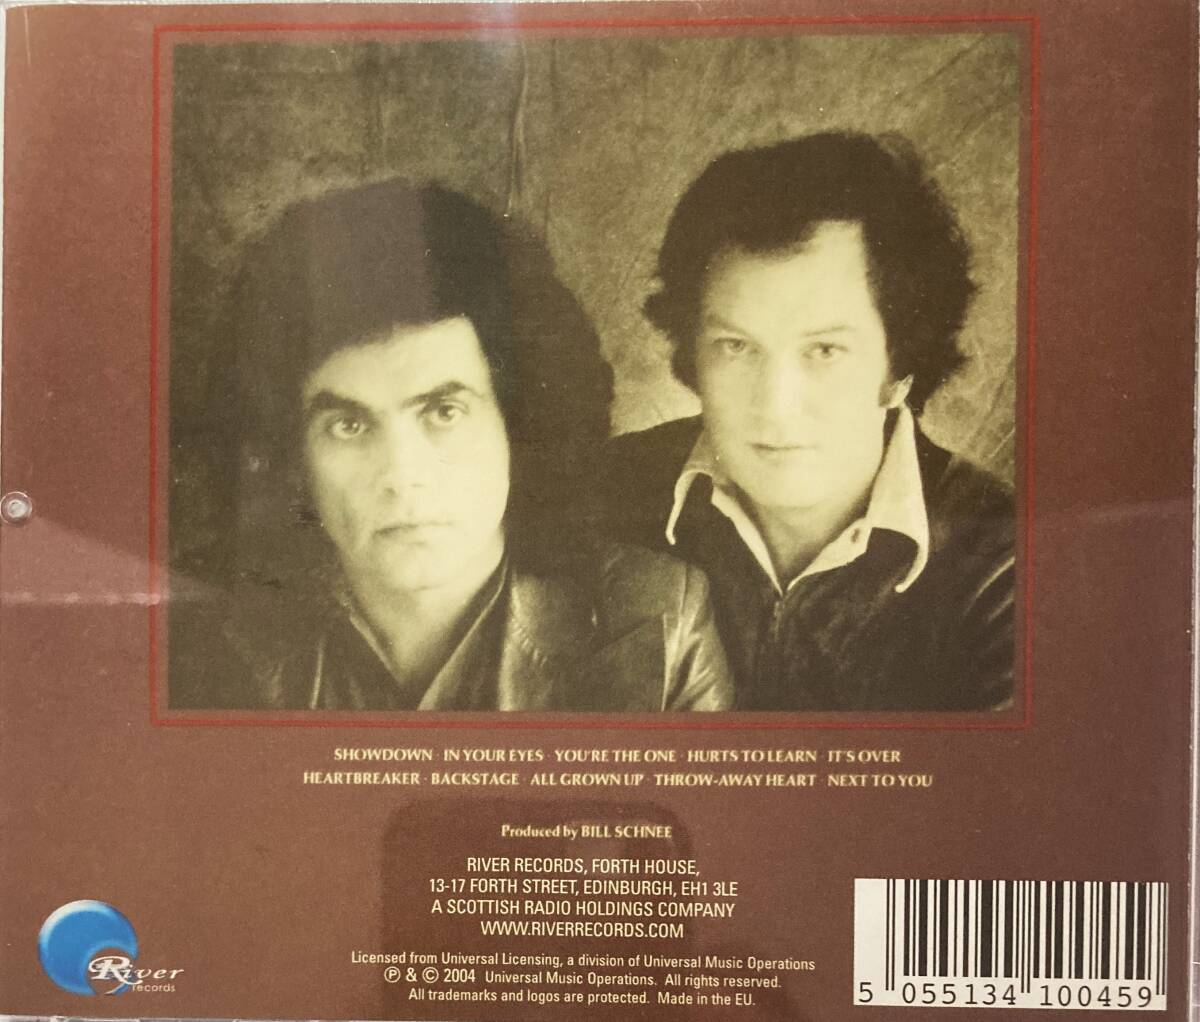 SHOWDOWN · IN YOUR EYES · YOU'RE THE ONE · HURTS TO LEARN · IT'S OVER
HEARTBREAKER · BACKSTAGE · ALL GROWN UP · THROW-AWAY HEART · NEXT TO YOU
Produced by BILL SCHNEE
RIVER RECORDS, FORTH HOUSE,
13-17 FORTH STREET, EDINBURGH, EH1 3LE
A SCOTTISH RADIO HOLDINGS COMPANY
WWW.RIVERRECORDS.COM
Licensed from Universal Licensing, a division of Universal Music Operations
℗ & © 2004 Universal Music Operations. All rights reserved.
All trademarks and logos are protected. Made in the EU.
River
records
5 055134 100459